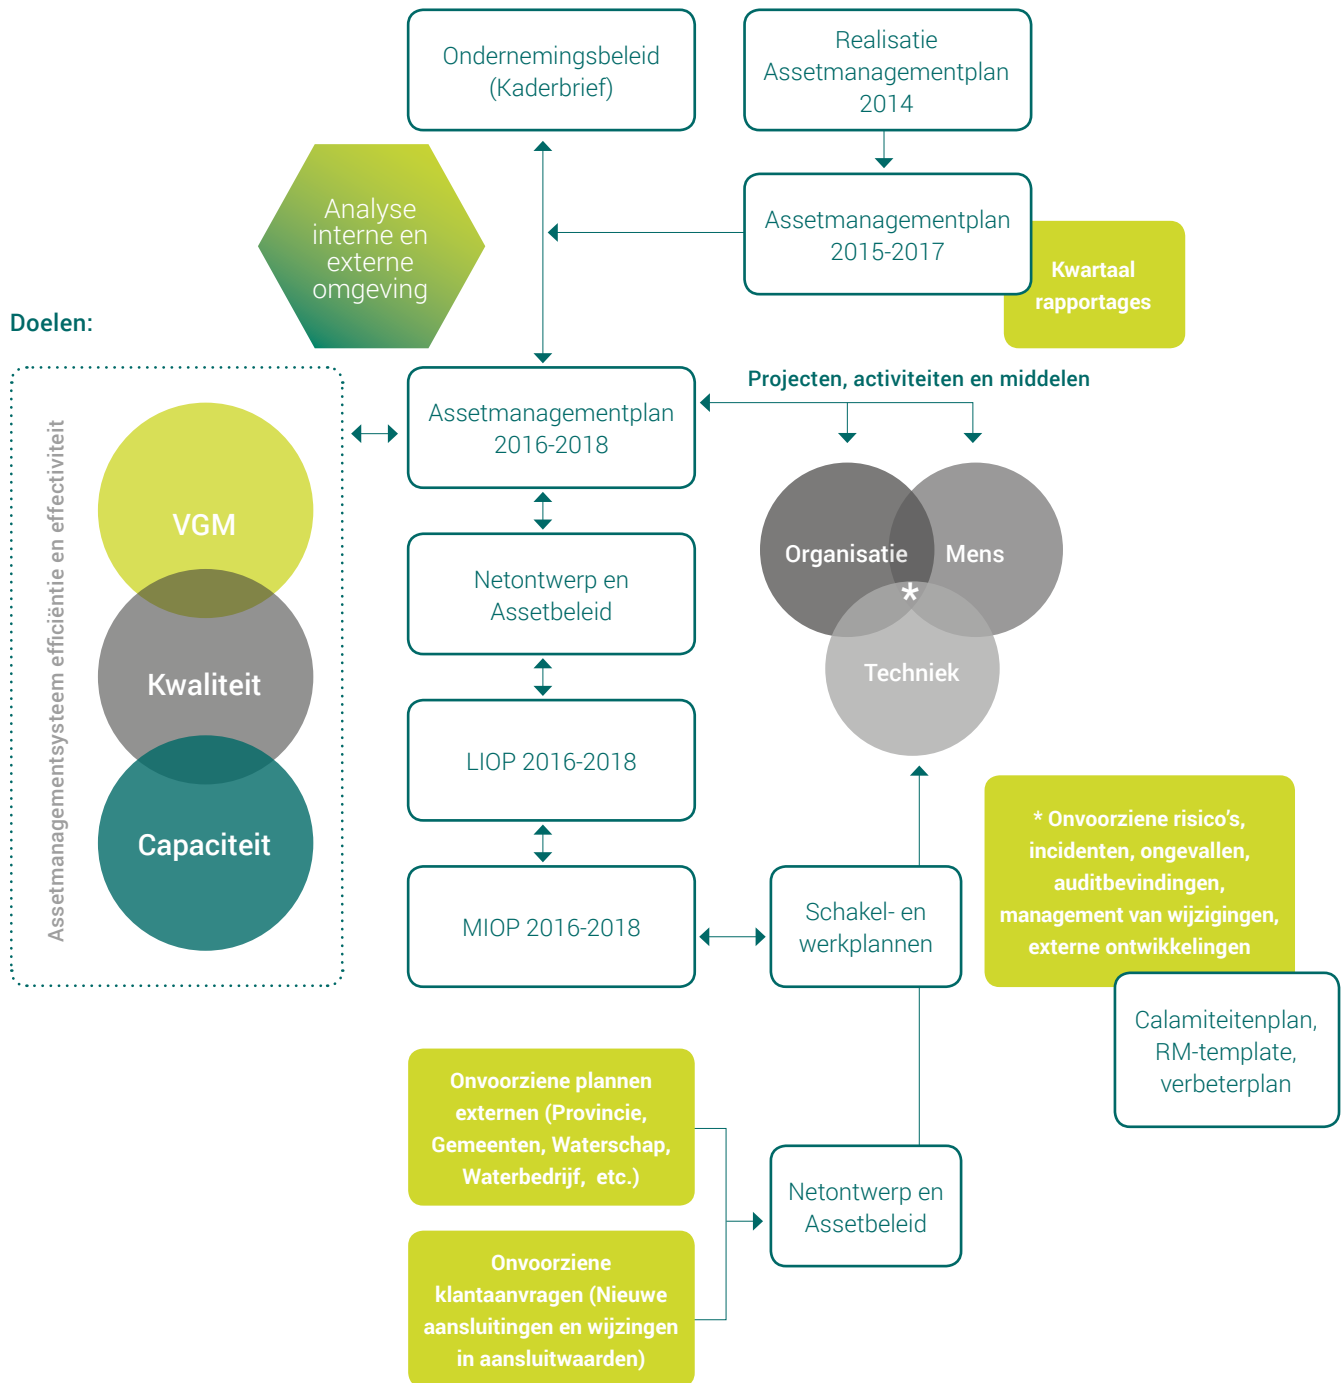 Ondernemingsbeleid
(Kaderbrief)
Realisatie
Assetmanagementplan
2014
Analyse
interne en
externe
omgeving
Assetmanagementplan
2015-2017
Kwartaal
rapportages
Doelen:
Assetmanagementsysteem efficiëntie en effectiviteit
VGM
Kwaliteit
Capaciteit
Assetmanagementplan
2016-2018
Projecten, activiteiten en middelen
Organisatie
Mens
*
Techniek
Netontwerp en
Assetbeleid
LIOP 2016-2018
MIOP 2016-2018
Schakel- en
werkplannen
* Onvoorziene risico's,
incidenten, ongevallen,
auditbevindingen,
management van wijzigingen,
externe ontwikkelingen
Calamiteitenplan,
RM-template,
verbeterplan
Onvoorziene plannen
externen (Provincie,
Gemeenten, Waterschap,
Waterbedrijf, etc.)
Netontwerp en
Assetbeleid
Onvoorziene
klantaanvragen (Nieuwe
aansluitingen en wijzingen
in aansluitwaarden)